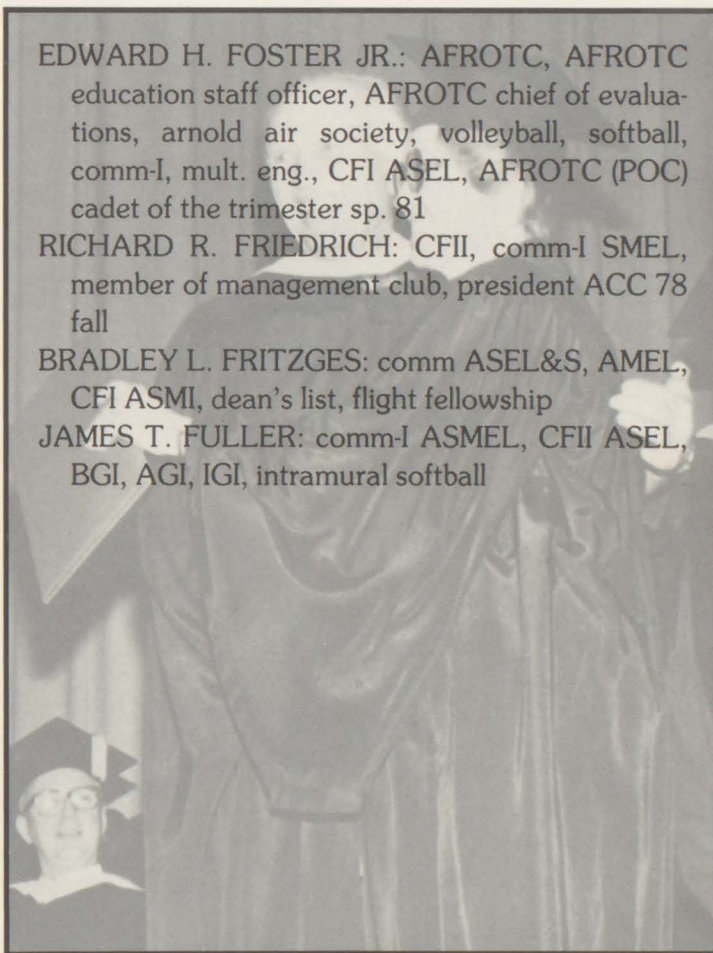 EDWARD H. FOSTER JR.: AFROTC, AFROTC
education staff officer, AFROTC chief of evalua-
tions, arnold air society, volleyball, softball,
comm-I, mult. eng., CFI ASEL, AFROTC (POC)
cadet of the trimester sp. 81
RICHARD R. FRIEDRICH: CFII, comm-I SMEL,
member of management club, president ACC 78
fall
BRADLEY L. FRITZGES: comm ASEL&S, AMEL,
CFI ASMI, dean's list, flight fellowship
JAMES T. FULLER: comm-I ASMEL, CFII ASEL,
BGI, AGI, IGI, intramural softball